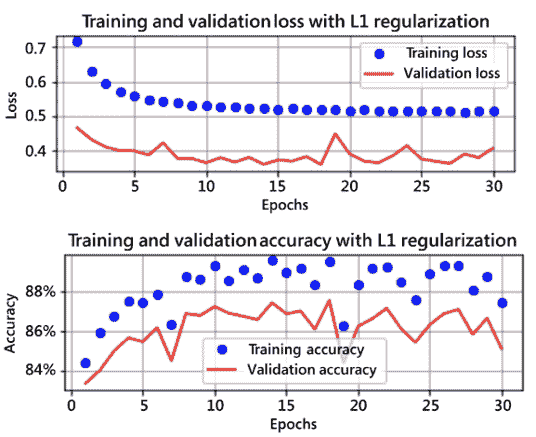 Training and validation loss with L1 regularization
Loss
0.7
0.6
0.5
0.4
Training loss
Validation loss
0 5 10 15 20 25 30
Epochs
Training and validation accuracy with L1 regularization
Accuracy
88%
86%
84%
Training accuracy
Validation accuracy
0 5 10 15 20 25 30
Epochs